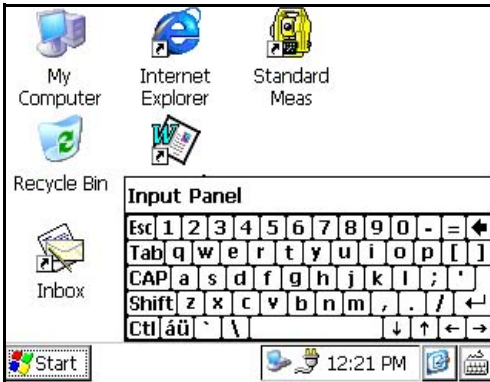 My Computer
Internet Explorer
Standard Meas
Recycle Bin
Inbox
Input Panel
Esc 1 2 3 4 5 6 7 8 9 0 - = ←
Tab q w e r t y u i o p [ ]
CAP a s d f g h j k l ; '
Shift z x c v b n m , . / ↵
Ctl áü ` \ ↓ ↑ ← →
Start
12:21 PM